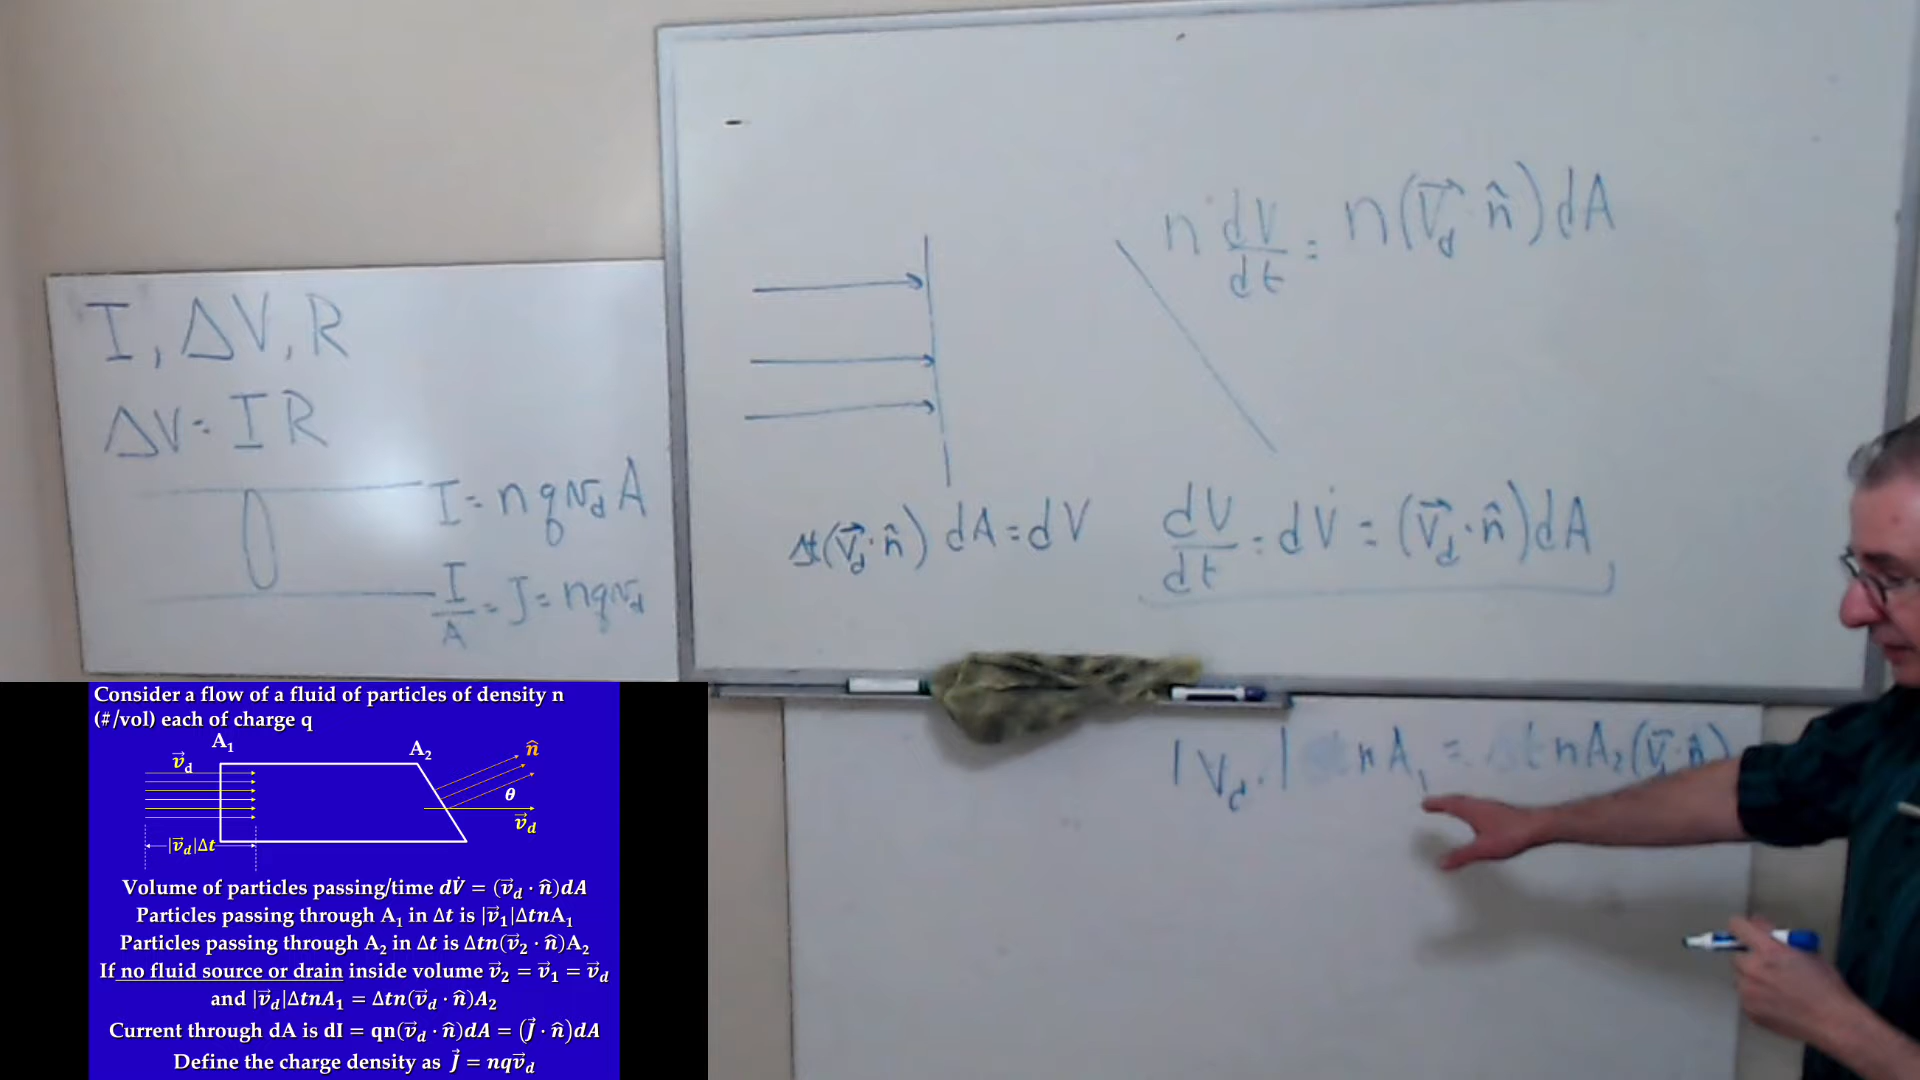 I, ΔV, R
ΔV = IR
I = nqv_d A
I/A = J = nqv_d
n dV/dt = n(v⃗_d · n̂)dA
Δt(v⃗_d · n̂) dA = dV
dV/dt = dV̇ = (v⃗_d · n̂)dA
|v_d| nA₁ = nA₂(v⃗ · n̂)
Consider a flow of a fluid of particles of density n
(#/vol) each of charge q
A₁
A₂
n̂
v⃗_d
θ
v⃗_d
|v⃗_d|Δt
Volume of particles passing/time dV̇ = (v⃗_d · n̂)dA
Particles passing through A₁ in Δt is |v⃗₁|ΔtnA₁
Particles passing through A₂ in Δt is Δtn(v⃗₂ · n̂)A₂
If no fluid source or drain inside volume v⃗₂ = v⃗₁ = v⃗_d
and |v⃗_d|ΔtnA₁ = Δtn(v⃗_d · n̂)A₂
Current through dA is dI = qn(v⃗_d · n̂)dA = (J⃗ · n̂)dA
Define the charge density as J⃗ = nqv⃗_d